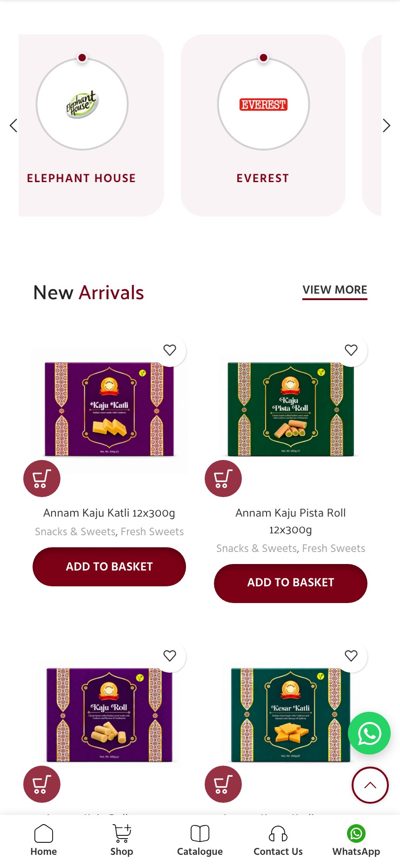 Elephant
House
EVEREST
ELEPHANT HOUSE
EVEREST
New Arrivals
VIEW MORE
Kaju Katli
Kaju
Pista Roll
Annam Kaju Katli 12x300g
Snacks & Sweets, Fresh Sweets
ADD TO BASKET
Annam Kaju Pista Roll
12x300g
Snacks & Sweets, Fresh Sweets
ADD TO BASKET
Kaju Roll
Kesar Katli
Home
Shop
Catalogue
Contact Us
WhatsApp